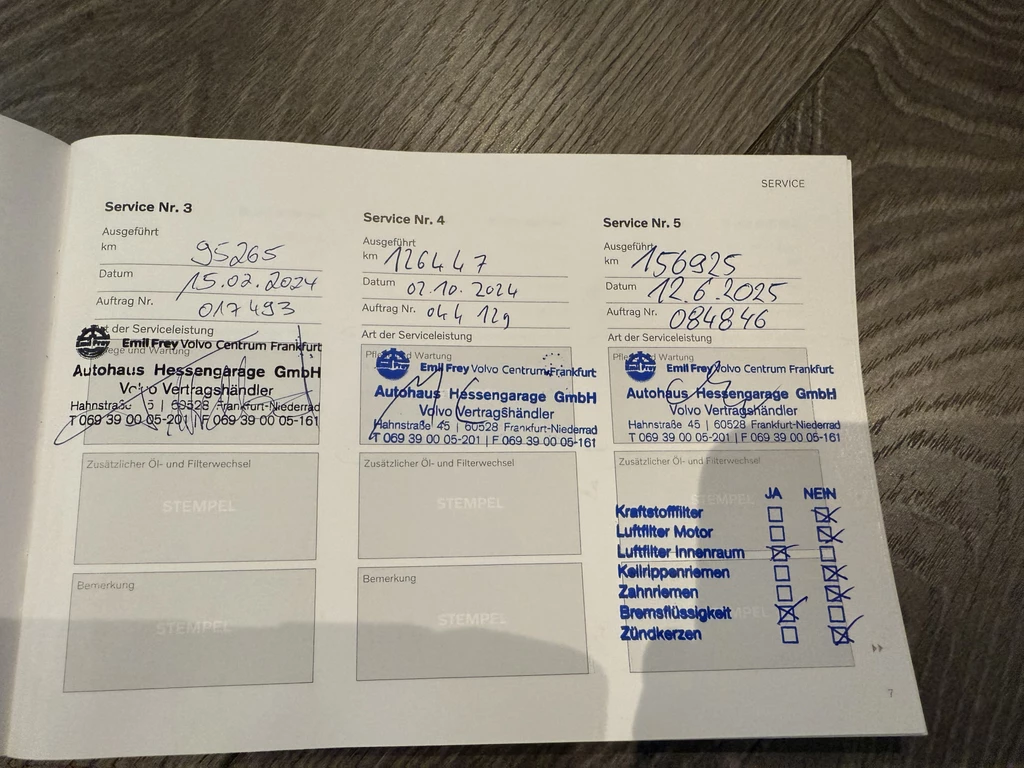 SERVICE
Service Nr. 3
Ausgeführt
km 95265
Datum 15.02.2024
Auftrag Nr. 017493
Art der Serviceleistung
Emil Frey Volvo Centrum Frankfurt
Autohaus Hessengarage GmbH
Volvo Vertragshändler
Hahnstraße 45 | 60528 Frankfurt-Niederrad
T 069 39 00 05-201 | F 069 39 00 05-161
Zusätzlicher Öl- und Filterwechsel
STEMPEL
Bemerkung
STEMPEL
Service Nr. 4
Ausgeführt
km 126447
Datum 02.10.2024
Auftrag Nr. 044129
Art der Serviceleistung
Pflege und Wartung
Emil Frey Volvo Centrum Frankfurt
Autohaus Hessengarage GmbH
Volvo Vertragshändler
Hahnstraße 45 | 60528 Frankfurt-Niederrad
T 069 39 00 05-201 | F 069 39 00 05-161
Zusätzlicher Öl- und Filterwechsel
STEMPEL
Bemerkung
STEMPEL
Service Nr. 5
Ausgeführt
km 156925
Datum 12.6.2025
Auftrag Nr. 084846
Art der Serviceleistung
Pflege und Wartung
Emil Frey Volvo Centrum Frankfurt
Autohaus Hessengarage GmbH
Volvo Vertragshändler
Hahnstraße 45 | 60528 Frankfurt-Niederrad
T 069 39 00 05-201 | F 069 39 00 05-161
Zusätzlicher Öl- und Filterwechsel
STEMPEL
JA NEIN
Kraftstofffilter
Luftfilter Motor
Luftfilter Innenraum
Keilrippenriemen
Zahnriemen
Bremsflüssigkeit
Zündkerzen
7